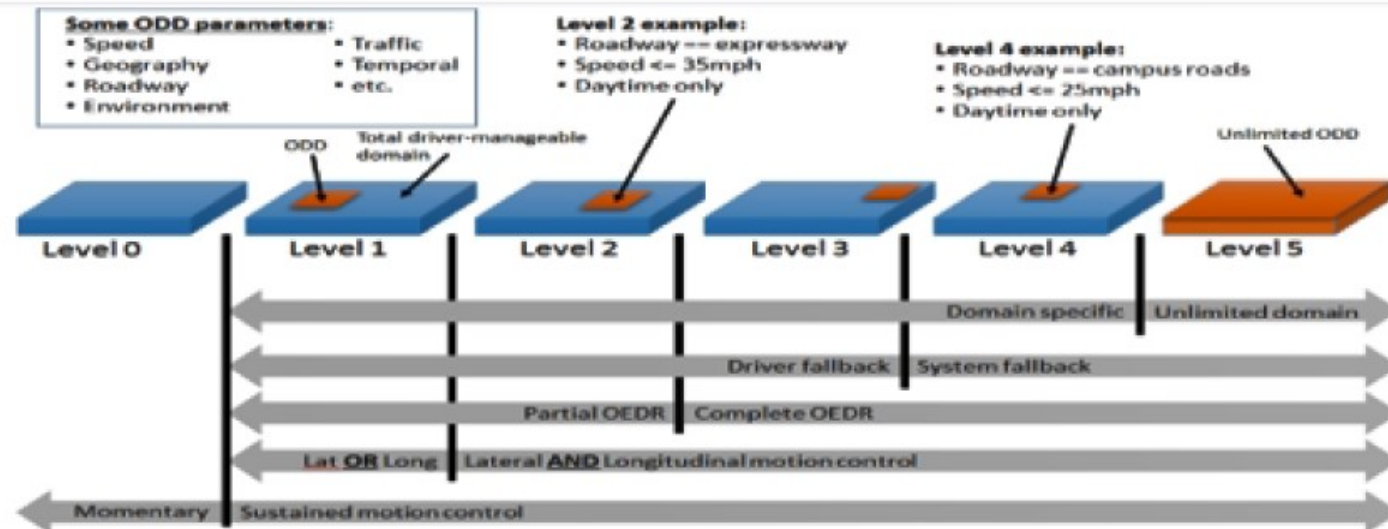 Some ODD parameters:
• Speed
• Geography
• Roadway
• Environment
• Traffic
• Temporal
• etc.
Level 2 example:
• Roadway == expressway
• Speed <= 35mph
• Daytime only
Level 4 example:
• Roadway == campus roads
• Speed <= 25mph
• Daytime only
ODD
Total driver-manageable
domain
Unlimited ODD
Level 0
Level 1
Level 2
Level 3
Level 4
Level 5
Domain specific
Unlimited domain
Driver fallback
System fallback
Partial OEDR
Complete OEDR
Lat OR Long
Lateral AND Longitudinal motion control
Momentary
Sustained motion control